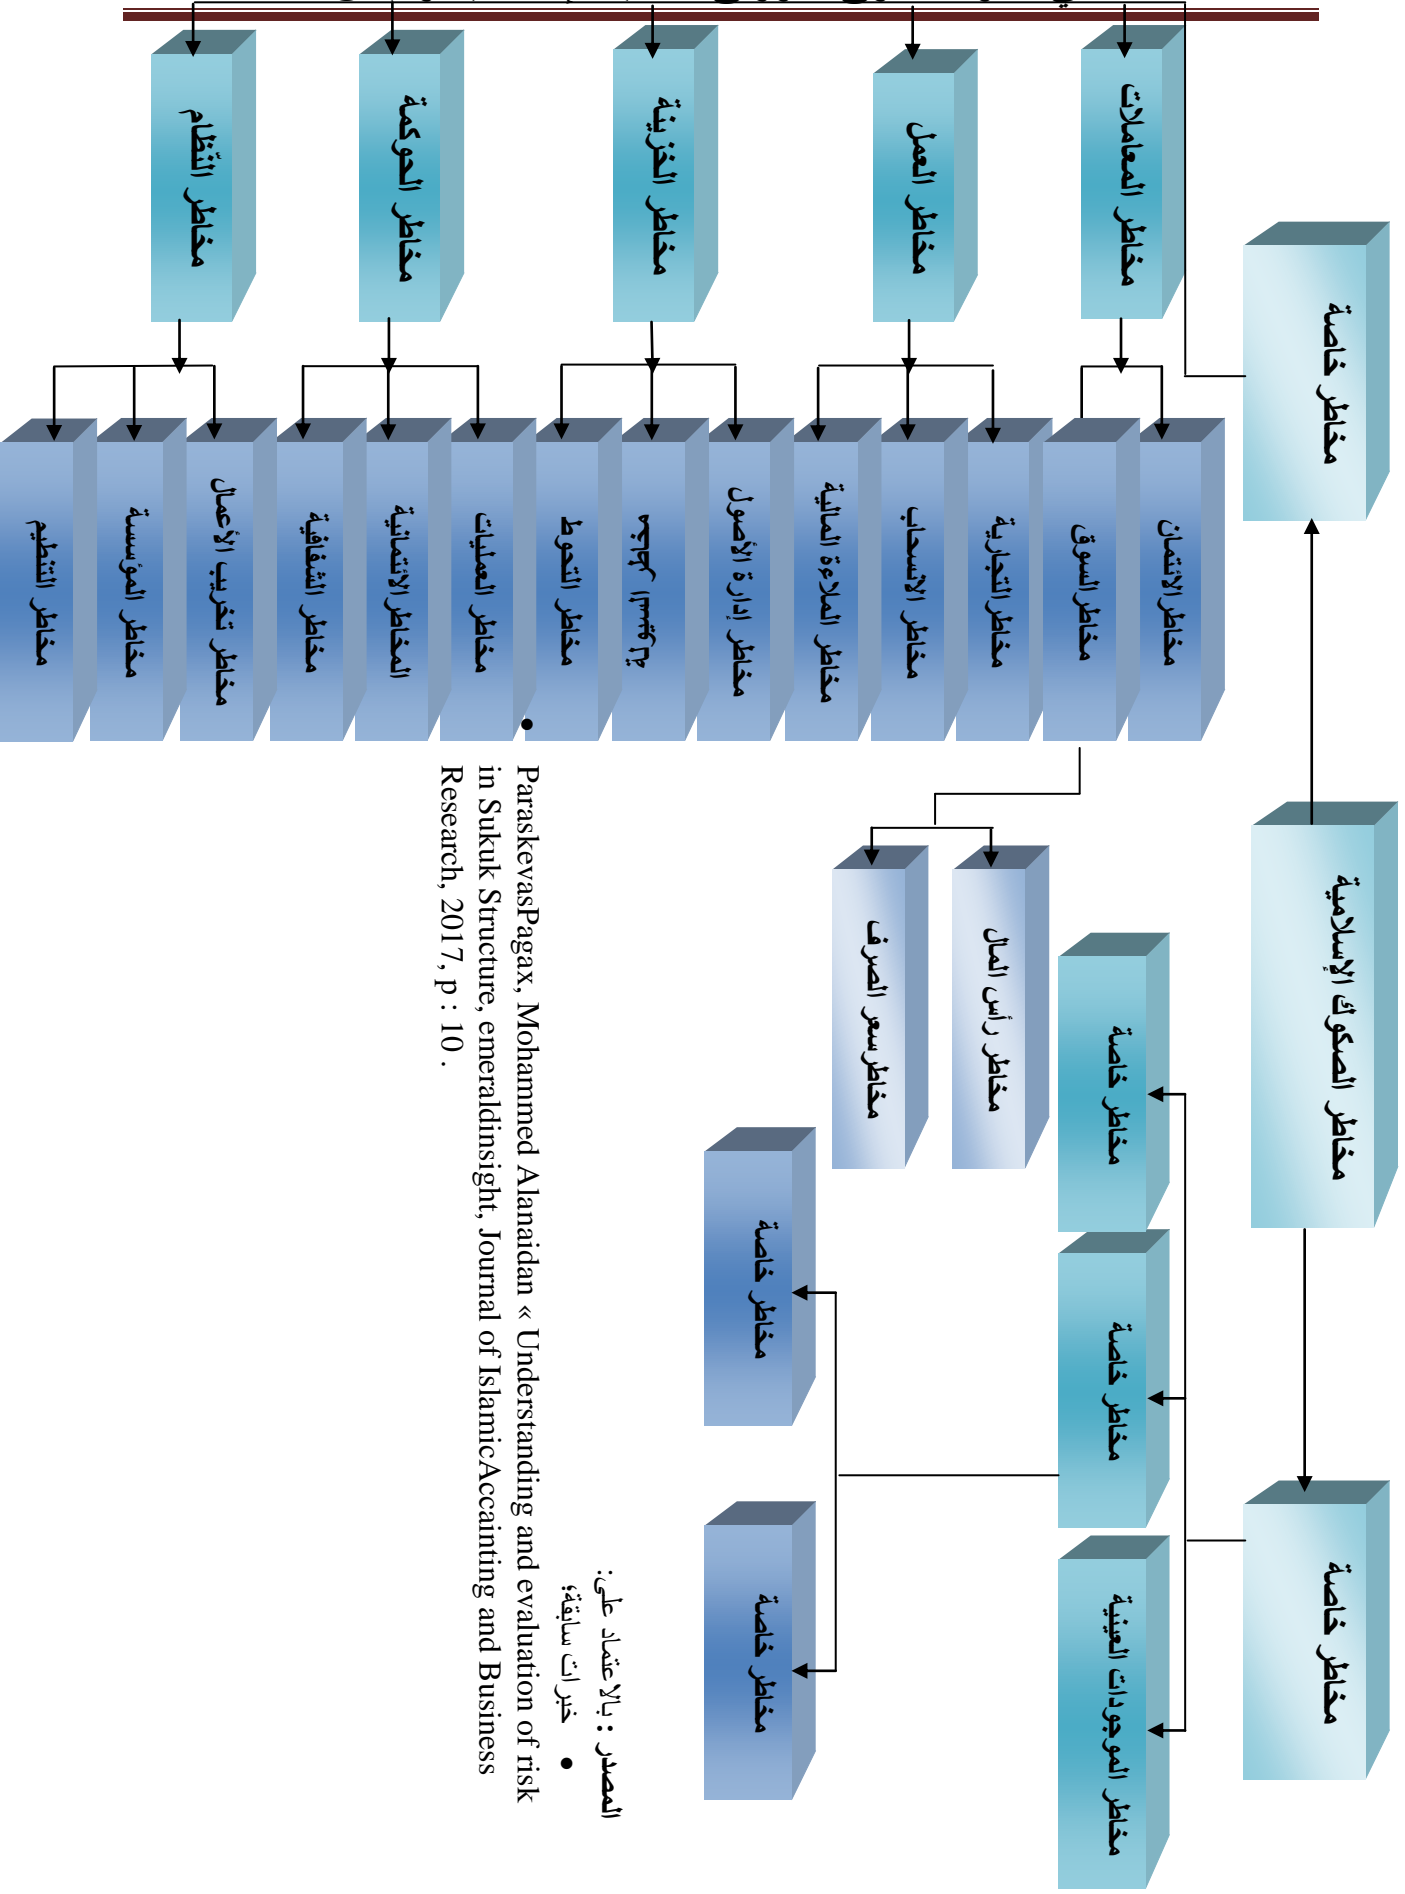 مخاطر الصكوك الإسلامية
مخاطر خاصة
مخاطر خاصة
مخاطر المعاملات
مخاطر العمل
مخاطر الخزينة
مخاطر الحوكمة
مخاطر النّظام
مخاطر الائتمان
مخاطر السوق
مخاطر التجارية
مخاطر الانسحاب
مخاطر الملاءة المالية
مخاطر إدارة الأصول
مخاطر التحوط
مخاطر العمليات
المخاطر الائتمانية
مخاطر الشفافية
مخاطر تخريب الأعمال
مخاطر المؤسسة
مخاطر التنظيم
مخاطر رأس المال
مخاطر سعر الصرف
مخاطر خاصة
مخاطر خاصة
مخاطر الموجودات العينية
مخاطر خاصة
مخاطر خاصة
المصدر : بالاعتماد على:
• خبرات سابقة؛
• ParaskevasPagax, Mohammed Alanaidan « Understanding and evaluation of risk
in Sukuk Structure, emeraldinsight, Journal of IslamicAccainting and Business
Research, 2017, p : 10 .